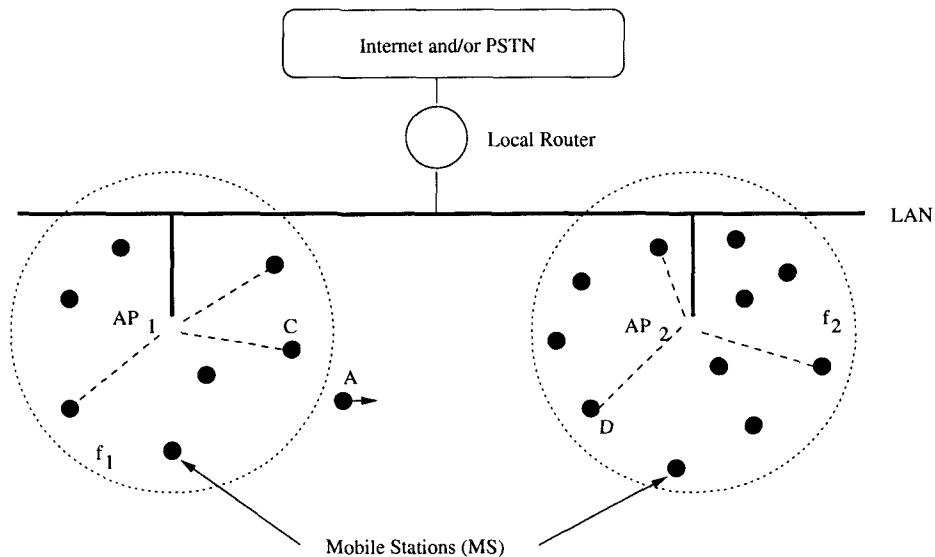 Internet and/or PSTN
Local Router
LAN
AP 1
C
A
f 1
AP 2
f 2
D
Mobile Stations (MS)